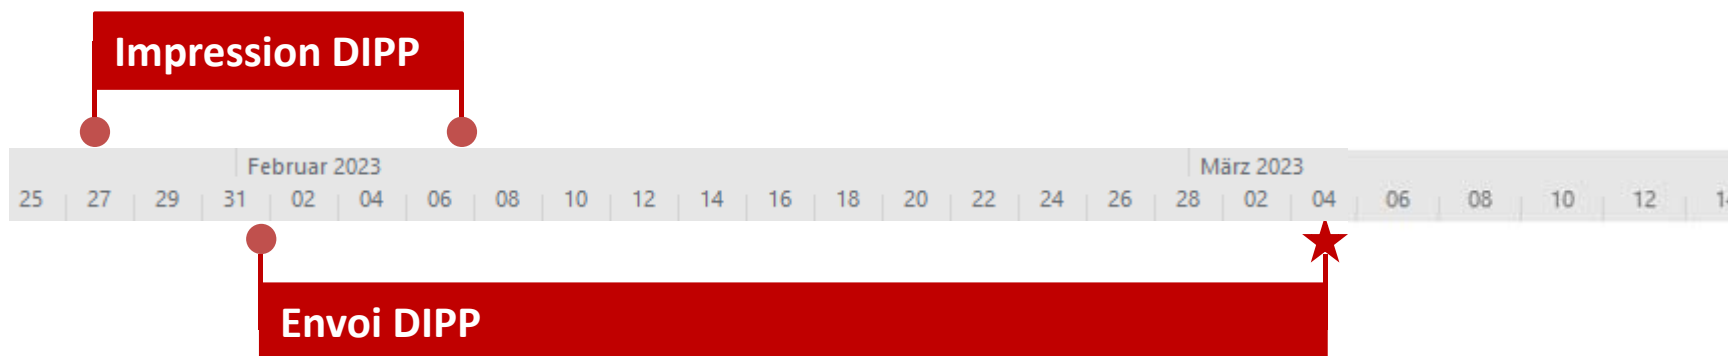 Impression DIPP
Februar 2023 März 2023
25 27 29 31 02 04 06 08 10 12 14 16 18 20 22 24 26 28 02 04 06 08 10 12
Envoi DIPP